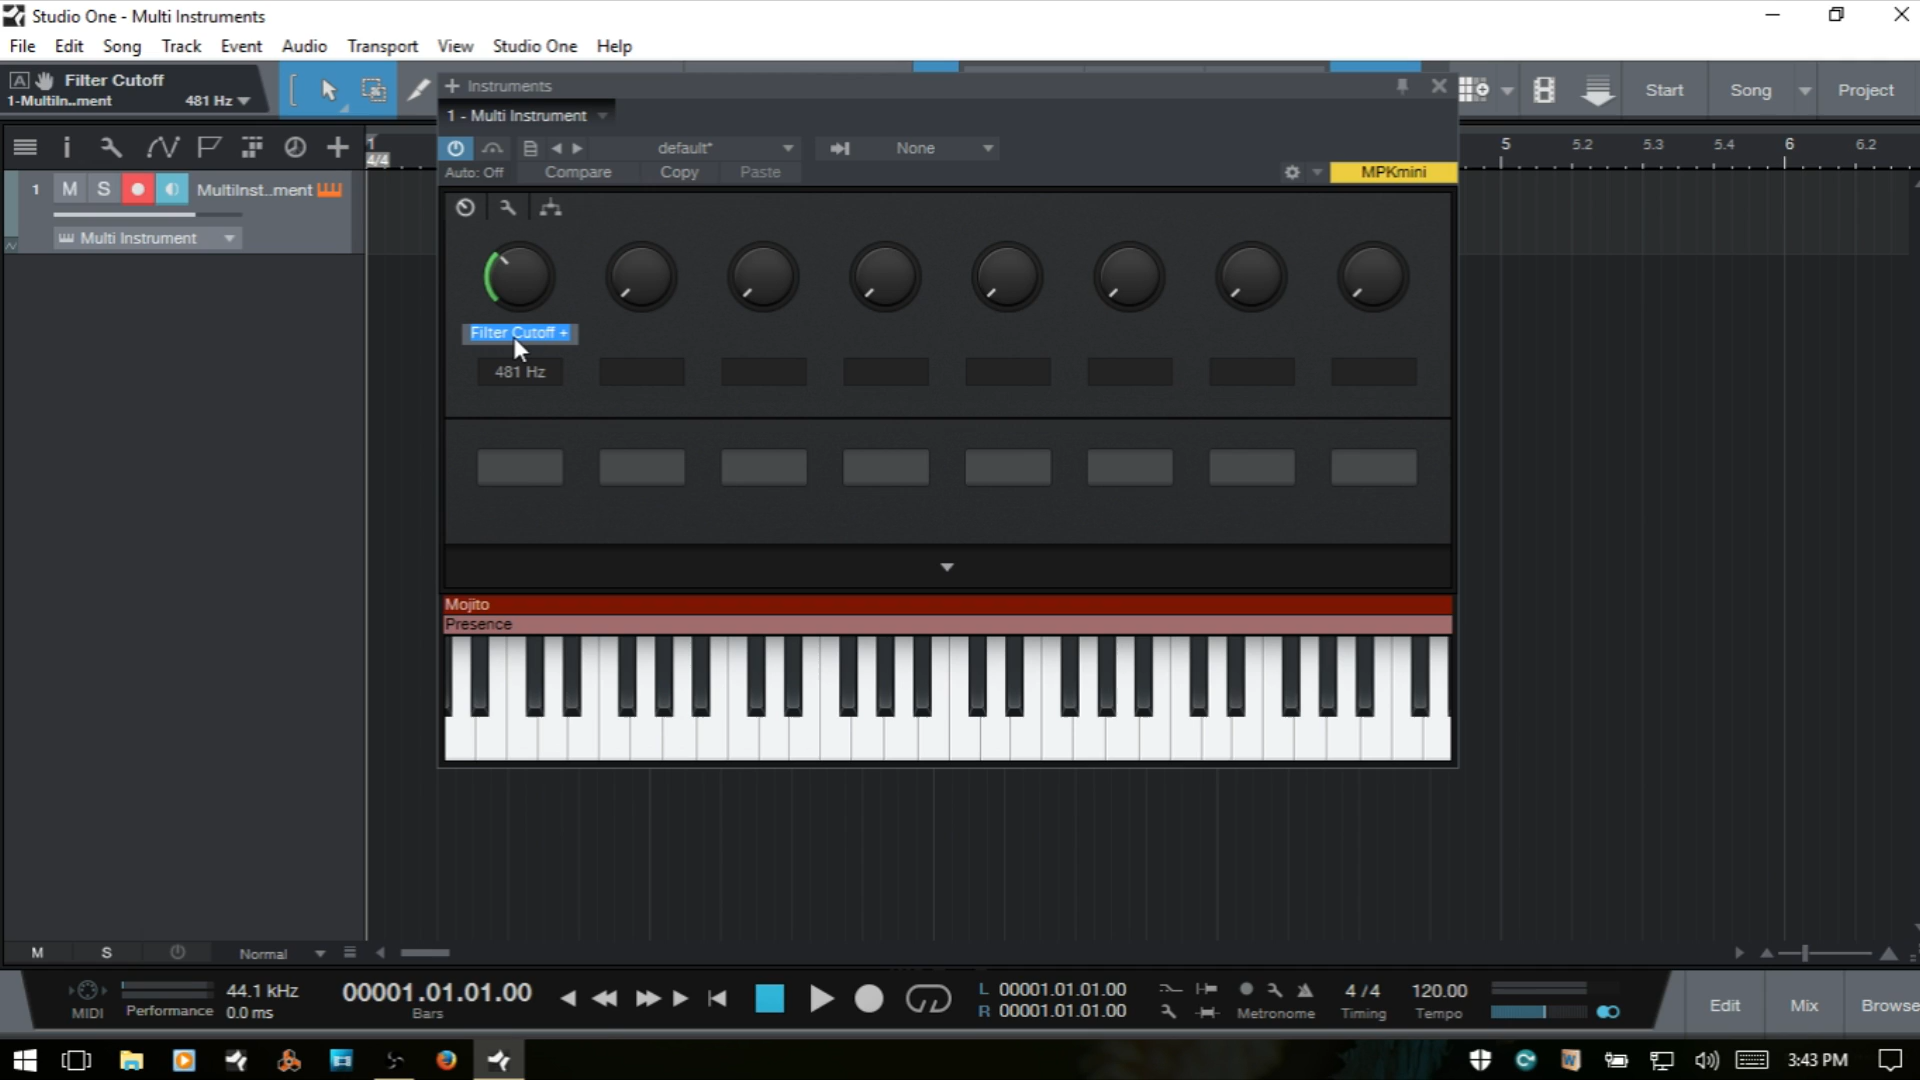 Studio One - Multi Instruments
File Edit Song Track Event Audio Transport View Studio One Help
A Filter Cutoff
1-MultiIn..ment 481 Hz
Instruments
Start Song Project
1 - Multi Instrument
default* None
Auto: Off Compare Copy Paste MPKmini
1 4/4 5 5.2 5.3 5.4 6 6.2
1 M S MultiInst...ment
Multi Instrument
Filter Cutoff +
481 Hz
Mojito
Presence
M S Normal
MIDI Performance 44.1 kHz 0.0 ms
00001.01.01.00 Bars
L 00001.01.01.00
R 00001.01.01.00
Metronome
4 / 4 Timing
120.00 Tempo
Edit Mix Browse
3:43 PM